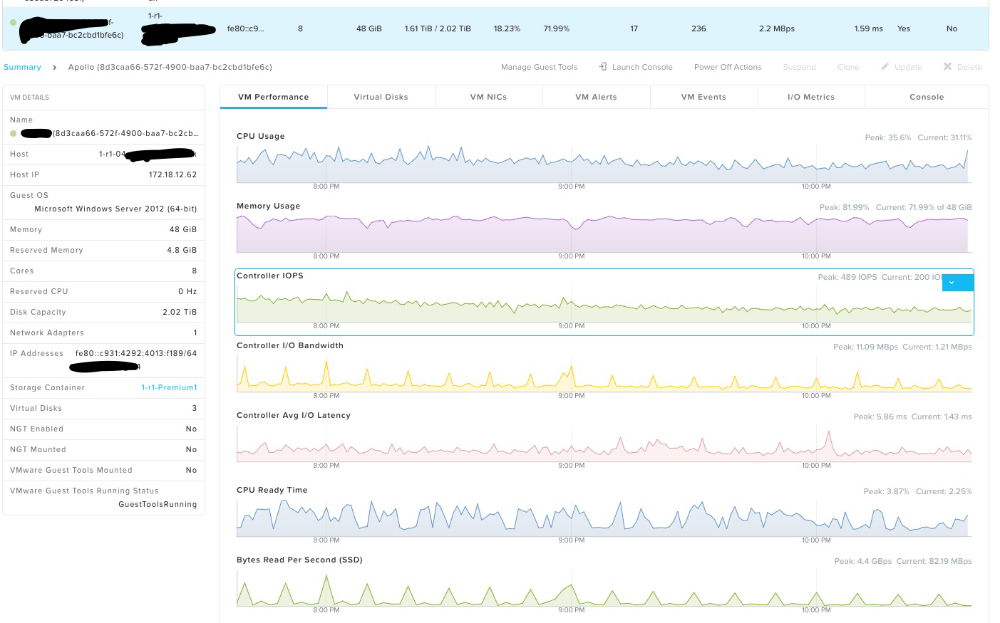 1-r1-
fe80::c9... 8 48 GiB 1.61 TiB / 2.02 TiB 18.23% 71.99% 17 236 2.2 MBps 1.59 ms Yes No
-baa7-bc2cbd1bfe6c)
Summary › Apollo (8d3caa66-572f-4900-baa7-bc2cbd1bfe6c) Manage Guest Tools Launch Console Power Off Actions Suspend Clone Update Delete
VM DETAILS
Name
(8d3caa66-572f-4900-baa7-bc2cb...
Host 1-r1-04
Host IP 172.18.12.62
Guest OS
Microsoft Windows Server 2012 (64-bit)
Memory 48 GiB
Reserved Memory 4.8 GiB
Cores 8
Reserved CPU 0 Hz
Disk Capacity 2.02 TiB
Network Adapters 1
IP Addresses fe80::c931:4292:4013:f189/64
Storage Container 1-r1-Premium1
Virtual Disks 3
NGT Enabled No
NGT Mounted No
VMware Guest Tools Mounted No
VMware Guest Tools Running Status
GuestToolsRunning
VM Performance Virtual Disks VM NICs VM Alerts VM Events I/O Metrics Console
CPU Usage Peak: 35.6% Current: 31.11%
8:00 PM 9:00 PM 10:00 PM
Memory Usage Peak: 81.99% Current: 71.99% of 48 GiB
8:00 PM 9:00 PM 10:00 PM
Controller IOPS Peak: 489 IOPS Current: 200 IO
8:00 PM 9:00 PM 10:00 PM
Controller I/O Bandwidth Peak: 11.09 MBps Current: 1.21 MBps
8:00 PM 9:00 PM 10:00 PM
Controller Avg I/O Latency Peak: 5.86 ms Current: 1.43 ms
8:00 PM 9:00 PM 10:00 PM
CPU Ready Time Peak: 3.87% Current: 2.25%
8:00 PM 9:00 PM 10:00 PM
Bytes Read Per Second (SSD) Peak: 4.4 GBps Current: 82.19 MBps
8:00 PM 9:00 PM 10:00 PM